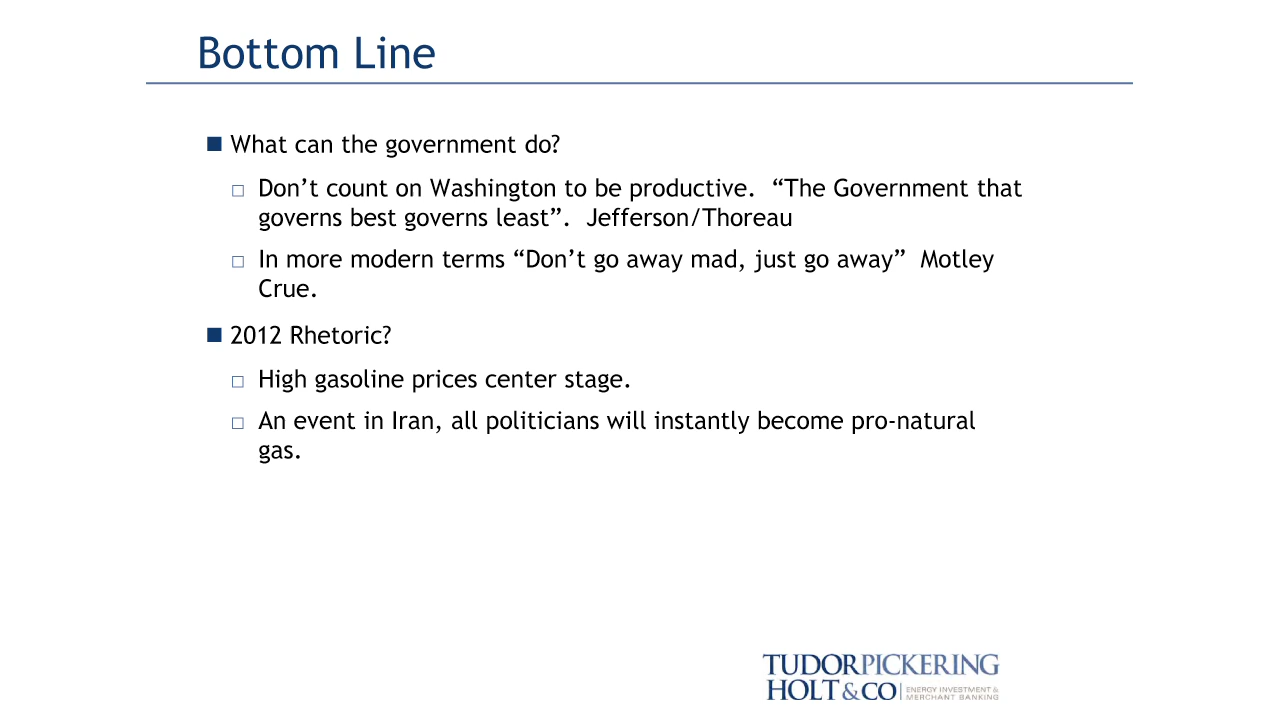 Bottom Line
What can the government do?
Don’t count on Washington to be productive.  “The Government that
governs best governs least”.  Jefferson/Thoreau
In more modern terms “Don’t go away mad, just go away”  Motley
Crue.
2012 Rhetoric?
High gasoline prices center stage.
An event in Iran, all politicians will instantly become pro-natural
gas.
TUDORPICKERING
HOLT&CO ENERGY INVESTMENT &
MERCHANT BANKING